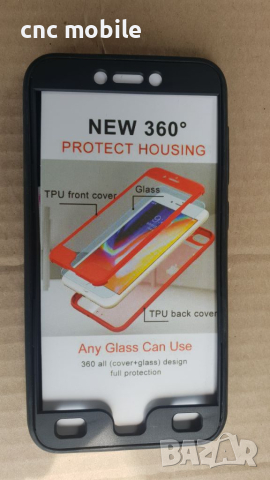 cnc mobile
NEW 360°
PROTECT HOUSING
TPU front cover
Glass
TPU back cover
Any Glass Can Use
360 all (cover+glass) design
full protection
BAZAR